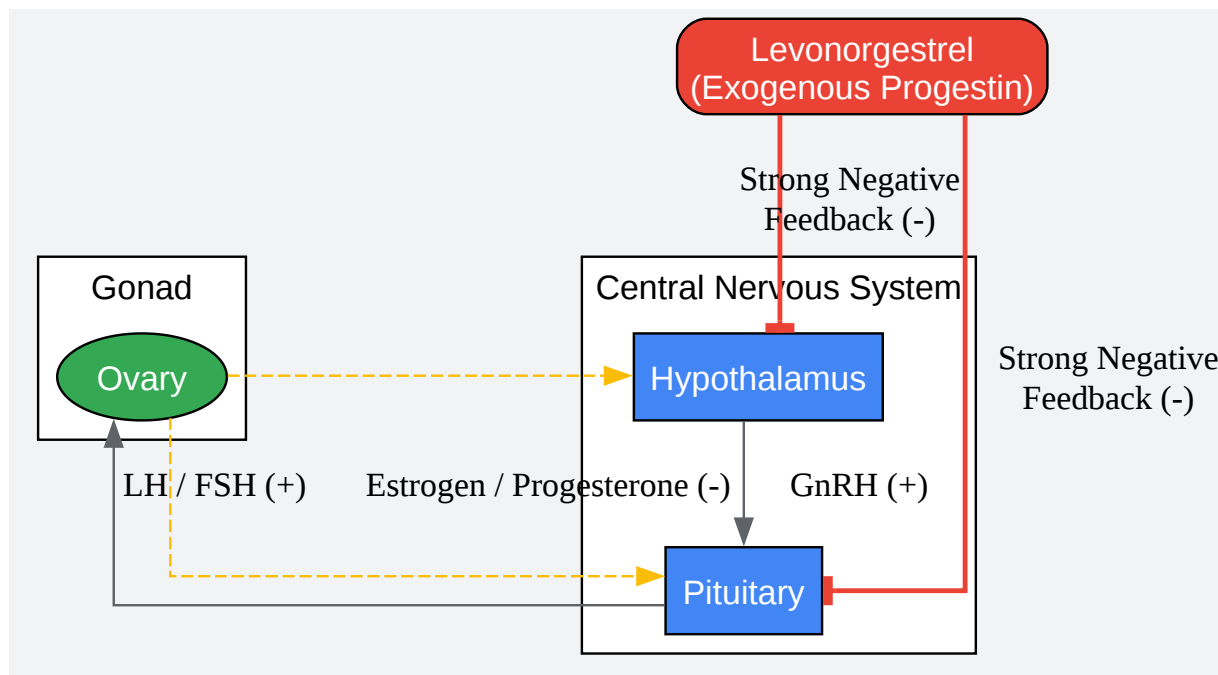 Levonorgestrel
(Exogenous Progestin)
Strong Negative
Feedback (-)
Gonad
Central Nervous System
Ovary
Hypothalamus
Strong Negative
Feedback (-)
LH / FSH (+)
Estrogen / Progesterone (-)
GnRH (+)
Pituitary